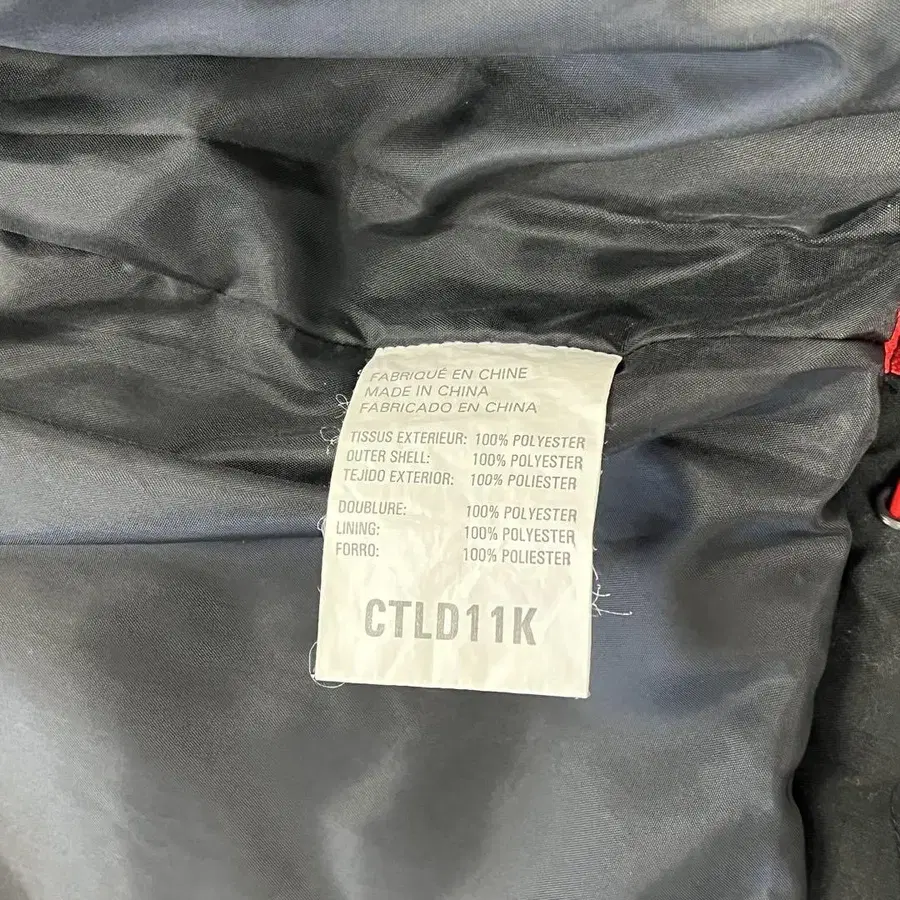 FABRIQUÉ EN CHINE
MADE IN CHINA
FABRICADO EN CHINA
TISSUS EXTERIEUR: 100% POLYESTER
OUTER SHELL: 100% POLYESTER
TEJIDO EXTERIOR: 100% POLIESTER
DOUBLURE: 100% POLYESTER
LINING: 100% POLYESTER
FORRO: 100% POLIESTER
CTLD11K